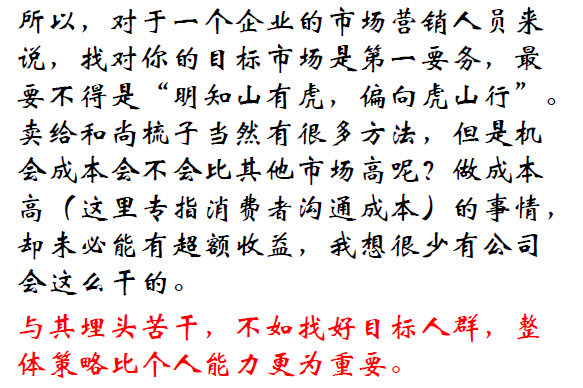 所以，对于一个企业的市场营销人员来
说，找对你的目标市场是第一要务，最
要不得是“明知山有虎，偏向虎山行”。
卖给和尚梳子当然有很多方法，但是机
会成本会不会比其他市场高呢？做成本
高（这里专指消费者沟通成本）的事情，
却未必能有超额收益，我想很少有公司
会这么干的。
与其埋头苦干，不如找好目标人群，整
体策略比个人能力更为重要。